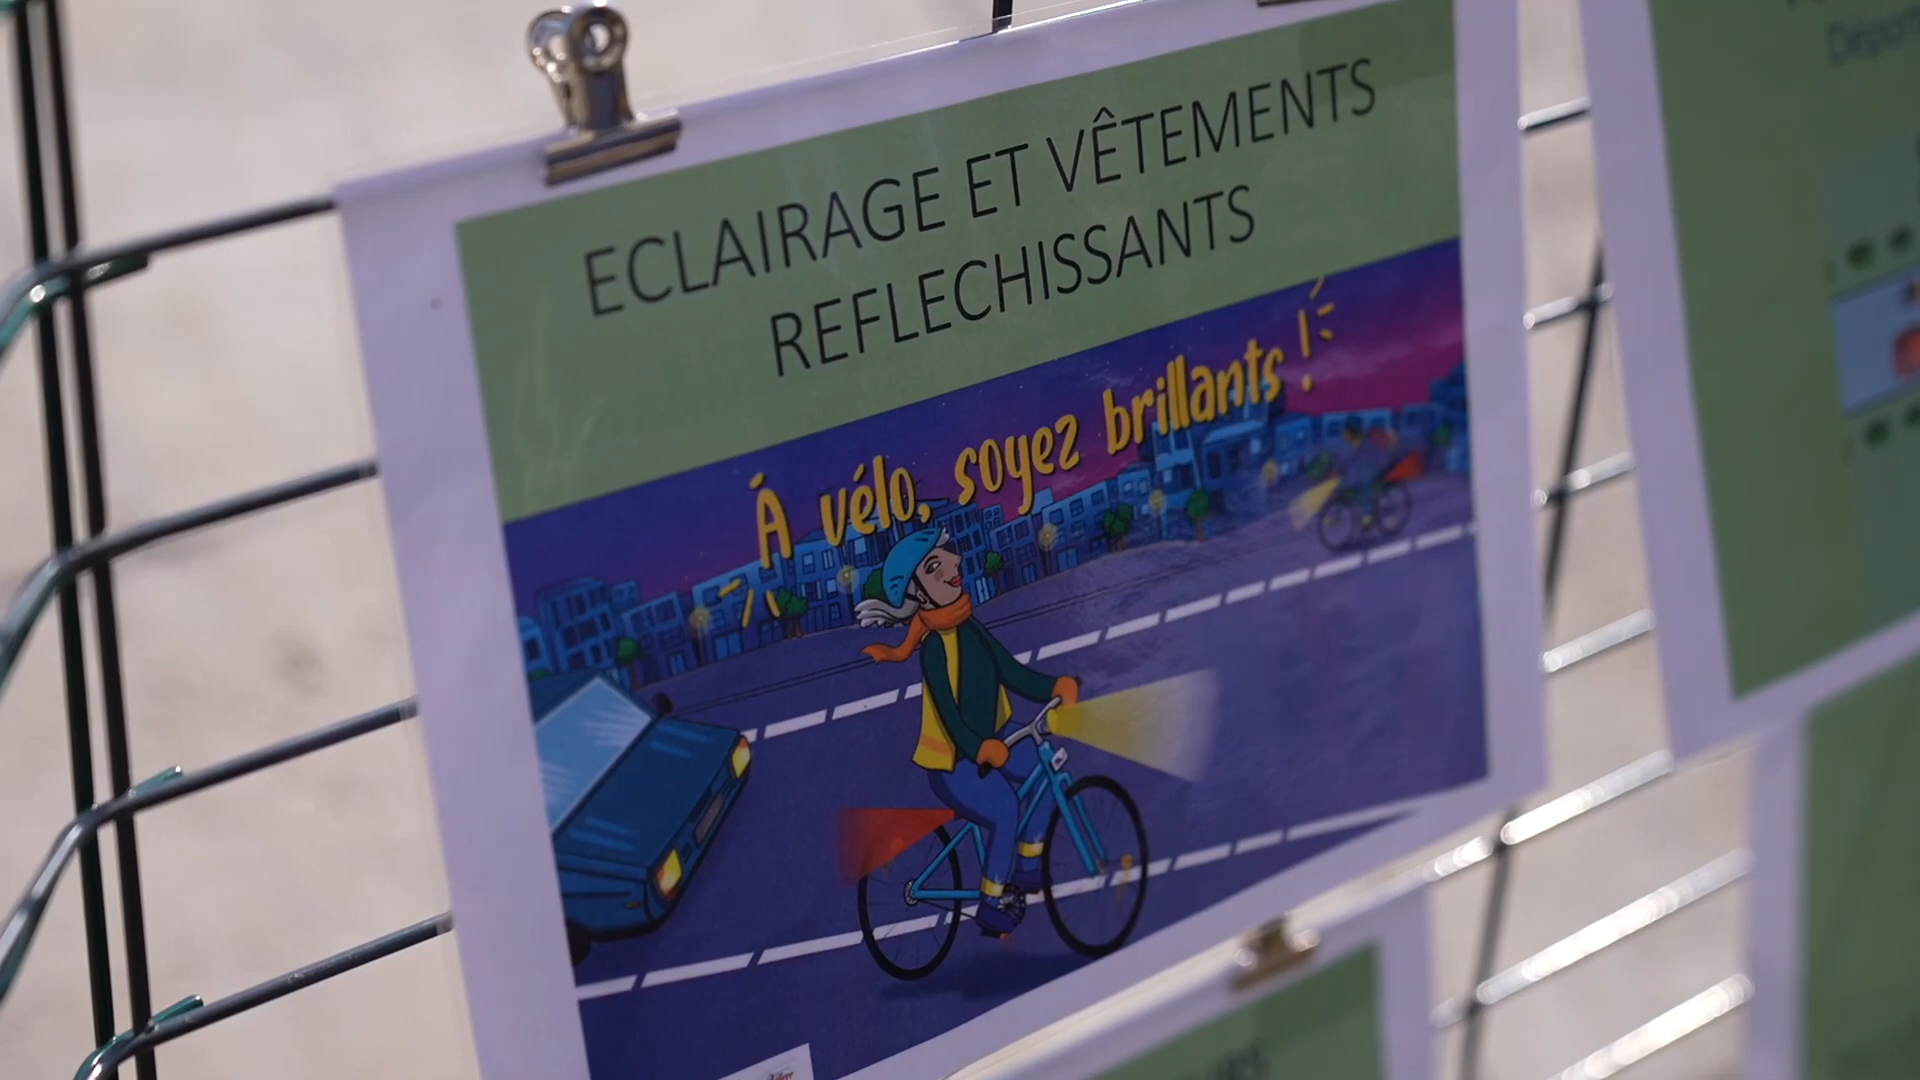 ECLAIRAGE ET VÊTEMENTS
REFLECHISSANTS
À vélo, soyez brillants !